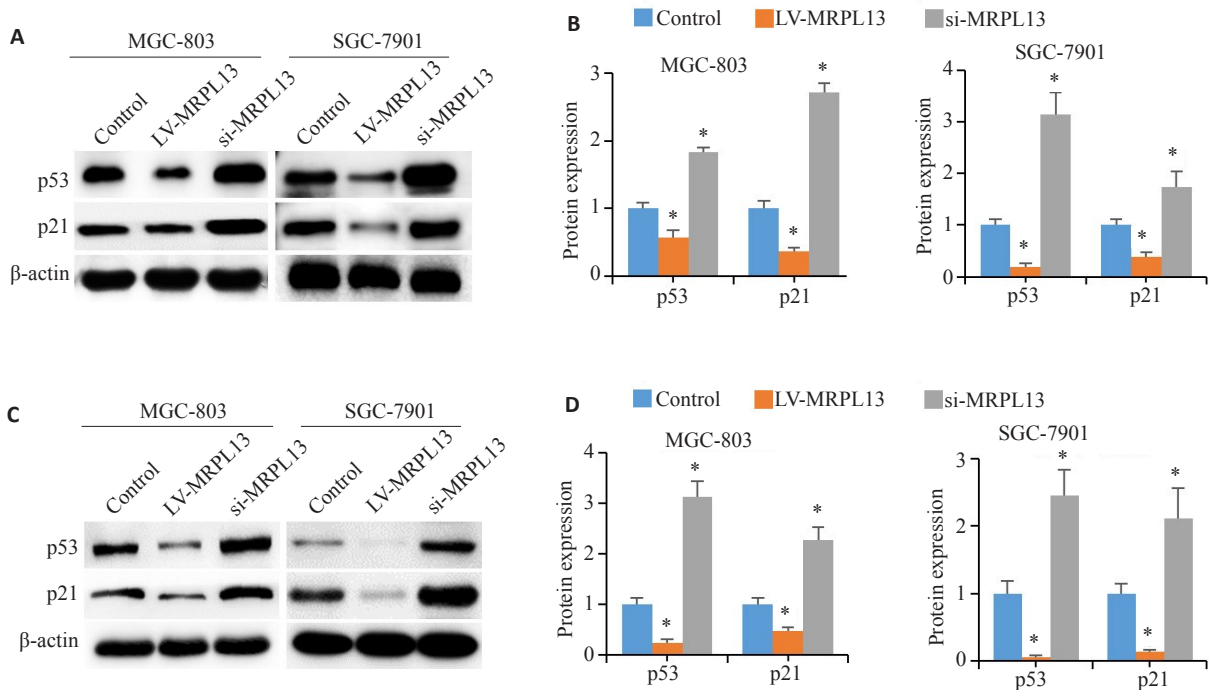 A
MGC-803 SGC-7901
Control LV-MRPL13 si-MRPL13 Control LV-MRPL13 si-MRPL13
p53
p21
β-actin
B
Control LV-MRPL13 si-MRPL13
MGC-803
Protein expression
3
2
1
0
* * * *
p53 p21
SGC-7901
Protein expression
4
2
0
* * * *
p53 p21
C
MGC-803 SGC-7901
Control LV-MRPL13 si-MRPL13 Control LV-MRPL13 si-MRPL13
p53
p21
β-actin
D
Control LV-MRPL13 si-MRPL13
MGC-803
Protein expression
4
3
2
1
0
* * * *
p53 p21
SGC-7901
Protein expression
3
2
1
0
* * * *
p53 p21